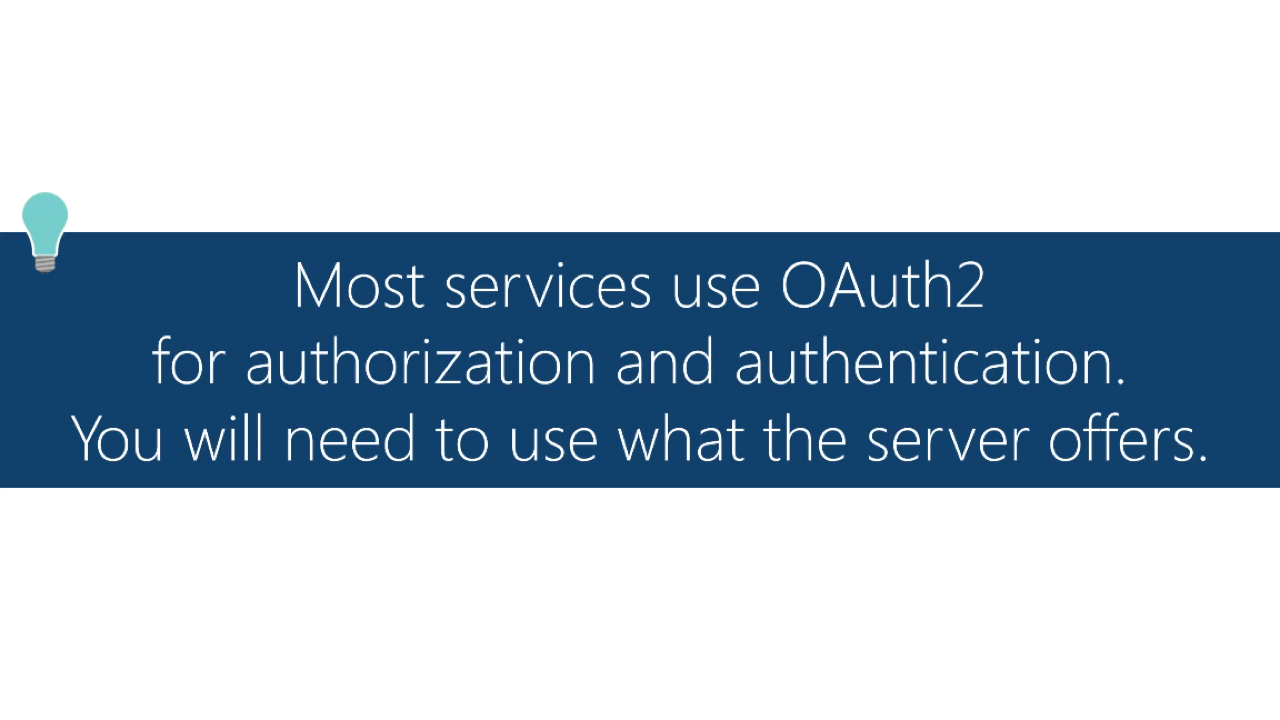 Most services use OAuth2
for authorization and authentication.
You will need to use what the server offers.